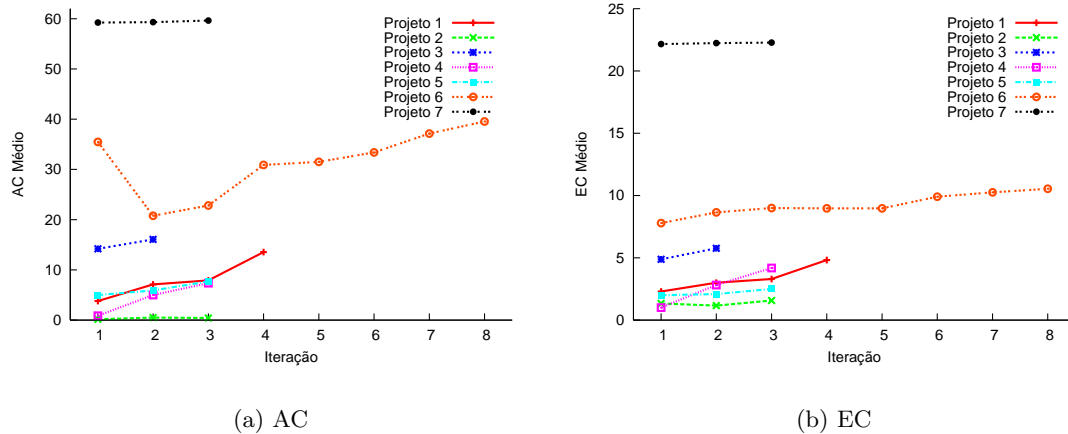 60
50
40
30
20
10
0
AC Médio
1 2 3 4 5 6 7 8
Iteração
Projeto 1
Projeto 2
Projeto 3
Projeto 4
Projeto 5
Projeto 6
Projeto 7
(a) AC
25
20
15
10
5
0
EC Médio
1 2 3 4 5 6 7 8
Iteração
Projeto 1
Projeto 2
Projeto 3
Projeto 4
Projeto 5
Projeto 6
Projeto 7
(b) EC